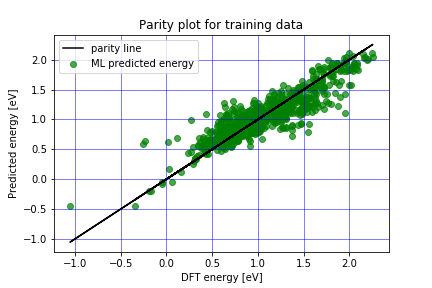 Parity plot for training data
parity line
ML predicted energy
2.0
1.5
1.0
0.5
0.0
−0.5
−1.0
Predicted energy [eV]
−1.0 −0.5 0.0 0.5 1.0 1.5 2.0
DFT energy [eV]